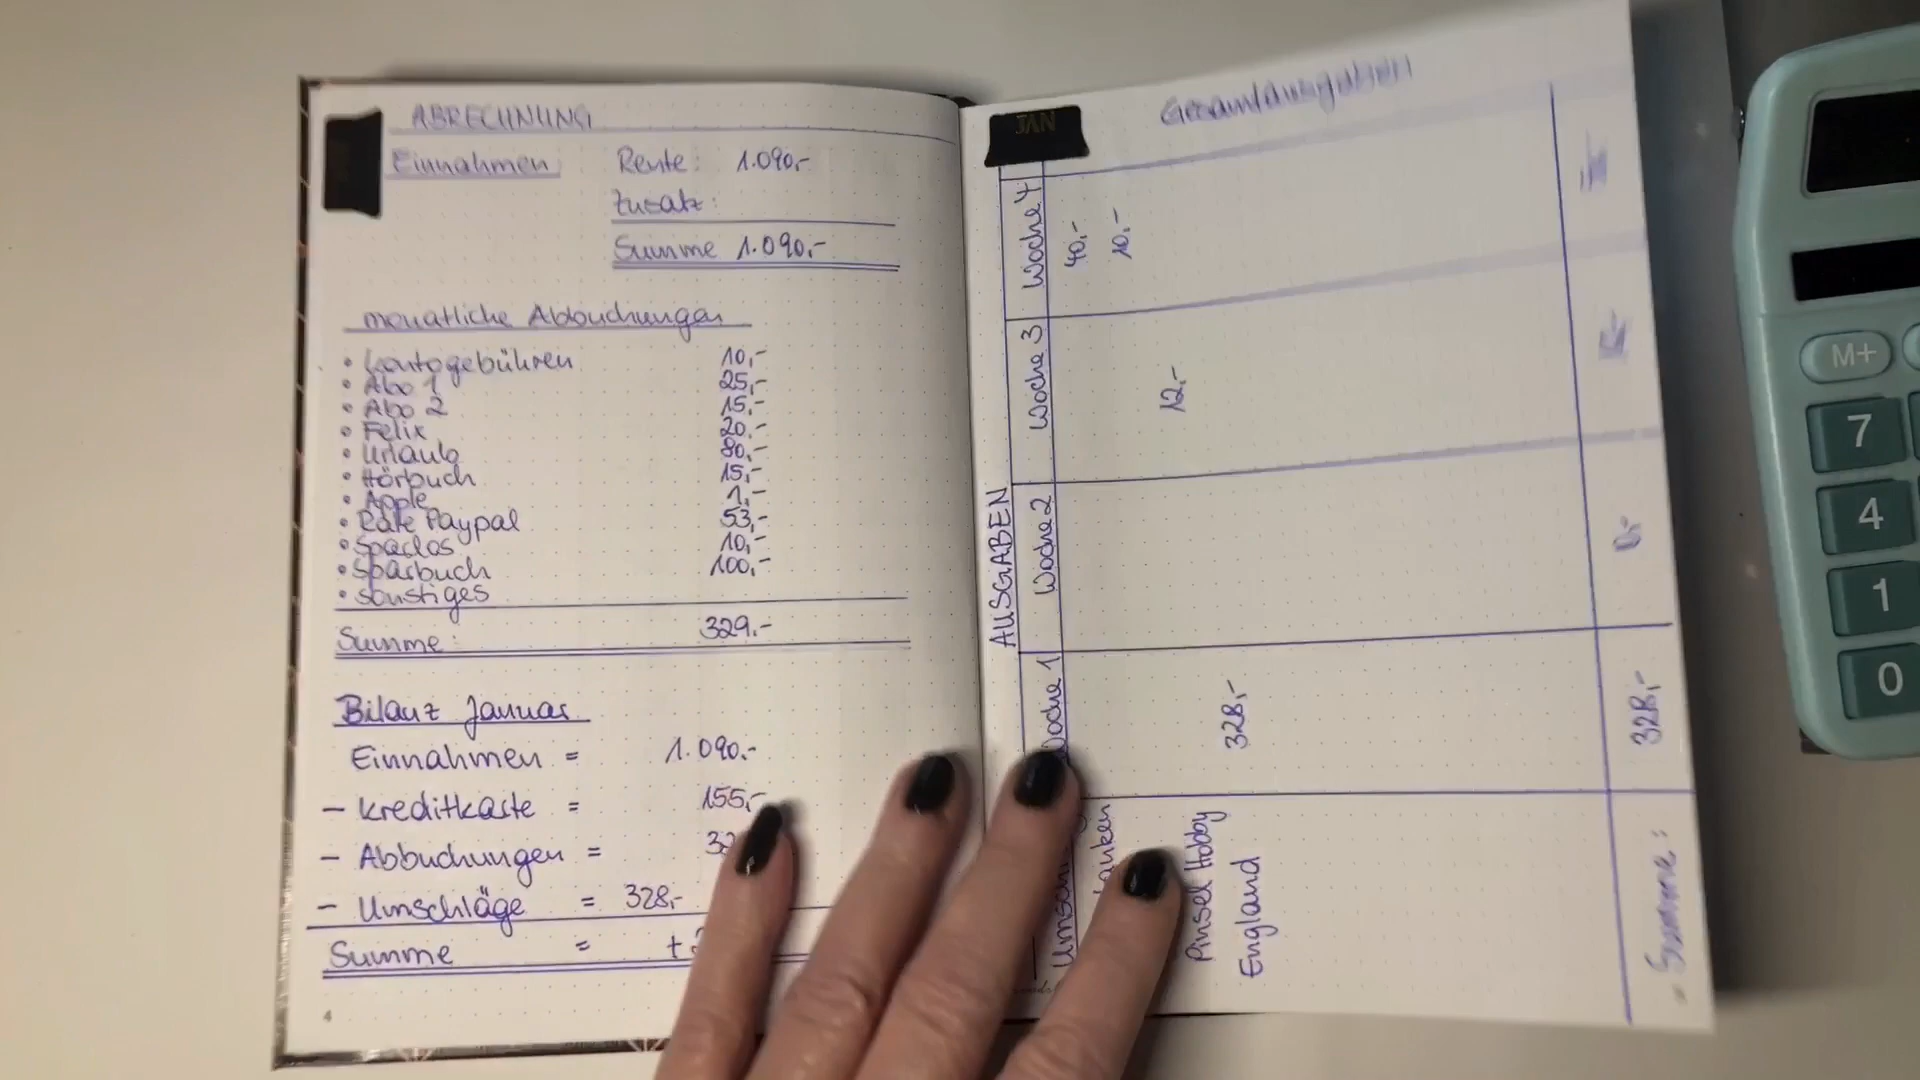 ABRECHNUNG
Einnahmen Rente: 1.090,-
Zusatz:
Summe 1.090,-
monatliche Abbuchungen
• Kontogebühren 10,-
• Abo 1 25,-
• Abo 2 15,-
• Felix 20,-
• Urlaub 80,-
• Hörbuch 15,-
• Apple 1,-
• Rate Paypal 53,-
• Sparlos 10,-
• Sparbuch 100,-
• sonstiges
Summe: 329.-
Bilanz Januar
Einnahmen = 1.090.-
- Kreditkarte = 155,-
- Abbuchungen =
- Umschläge = 328,-
Summe = +
4
JAN
Gesamtausgaben
AUSGABEN
Woche 1 Woche 2 Woche 3 Woche 4
40,-
10,-
12,-
Pinsel Hobby 328,-
England
Summe: 328,- 0,-
M+
7
4
1
0